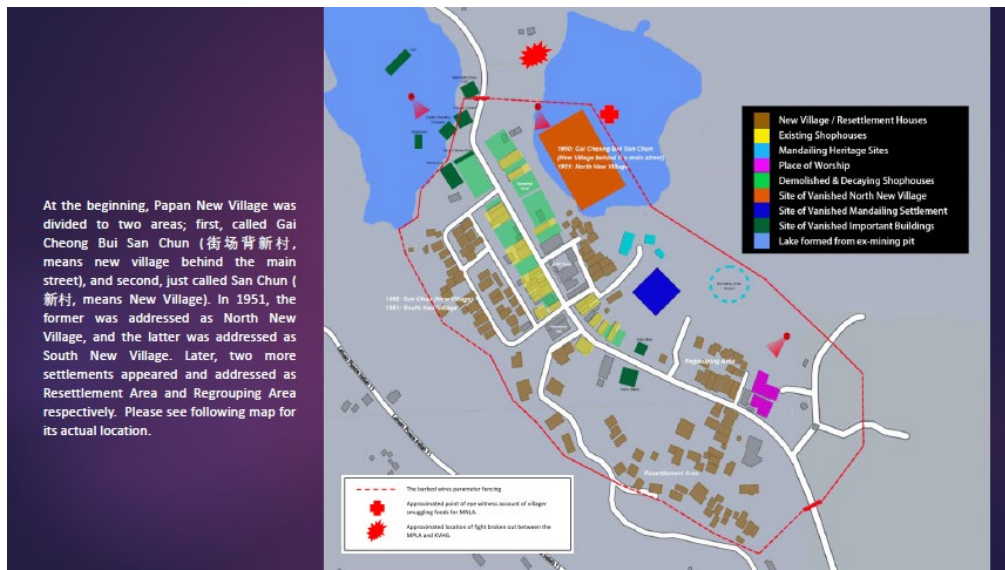 At the beginning, Papan New Village was
divided to two areas; first, called Gai
Cheong Bui San Chun (街场背新村,
means new village behind the main
street), and second, just called San Chun (
新村, means New Village). In 1951, the
former was addressed as North New
Village, and the latter was addressed as
South New Village. Later, two more
settlements appeared and addressed as
Resettlement Area and Regrouping Area
respectively. Please see following map for
its actual location.
1950: Gai Cheong Bui San Chun
(New Village behind the main street)
1951: North New Village
1950: San Chun (New Village)
1951: South New Village
Regrouping Area
Resettlement Area
New Village / Resettlement Houses
Existing Shophouses
Mandailing Heritage Sites
Place of Worship
Demolished & Decaying Shophouses
Site of Vanished North New Village
Site of Vanished Mandailing Settlement
Site of Vanished Important Buildings
Lake formed from ex-mining pit
The barbed wires parameter fencing
Approximated point of eye-witness account of villager
smuggling foods for MNLA.
Approximated location of fight broken out between the
MPLA and KVHG.